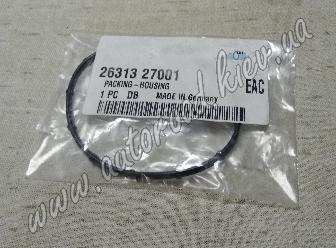 26313 27001
PACKING-HOUSING
1 PC DB MADE IN Germany
EAC
www.autoroad.kiev.ua